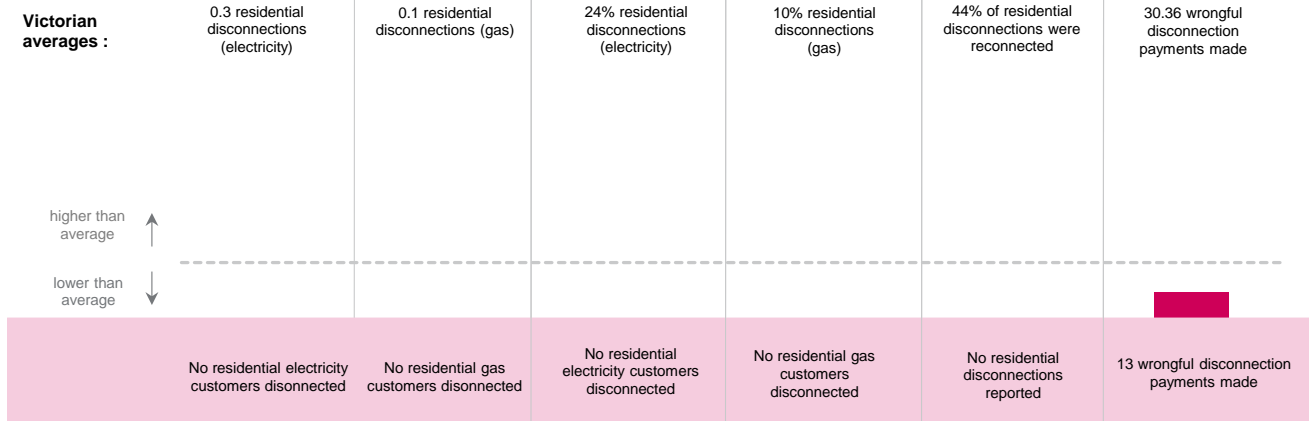 Victorian
averages :
0.3 residential
disconnections
(electricity)
0.1 residential
disconnections (gas)
24% residential
disconnections
(electricity)
10% residential
disconnections
(gas)
44% of residential
disconnections were
reconnected
30.36 wrongful
disconnection
payments made
higher than
average
lower than
average
No residential electricity
customers disonnected
No residential gas
customers disonnected
No residential
electricity customers
disconnected
No residential gas
customers
disconnected
No residential
disconnections
reported
13 wrongful disconnection
payments made